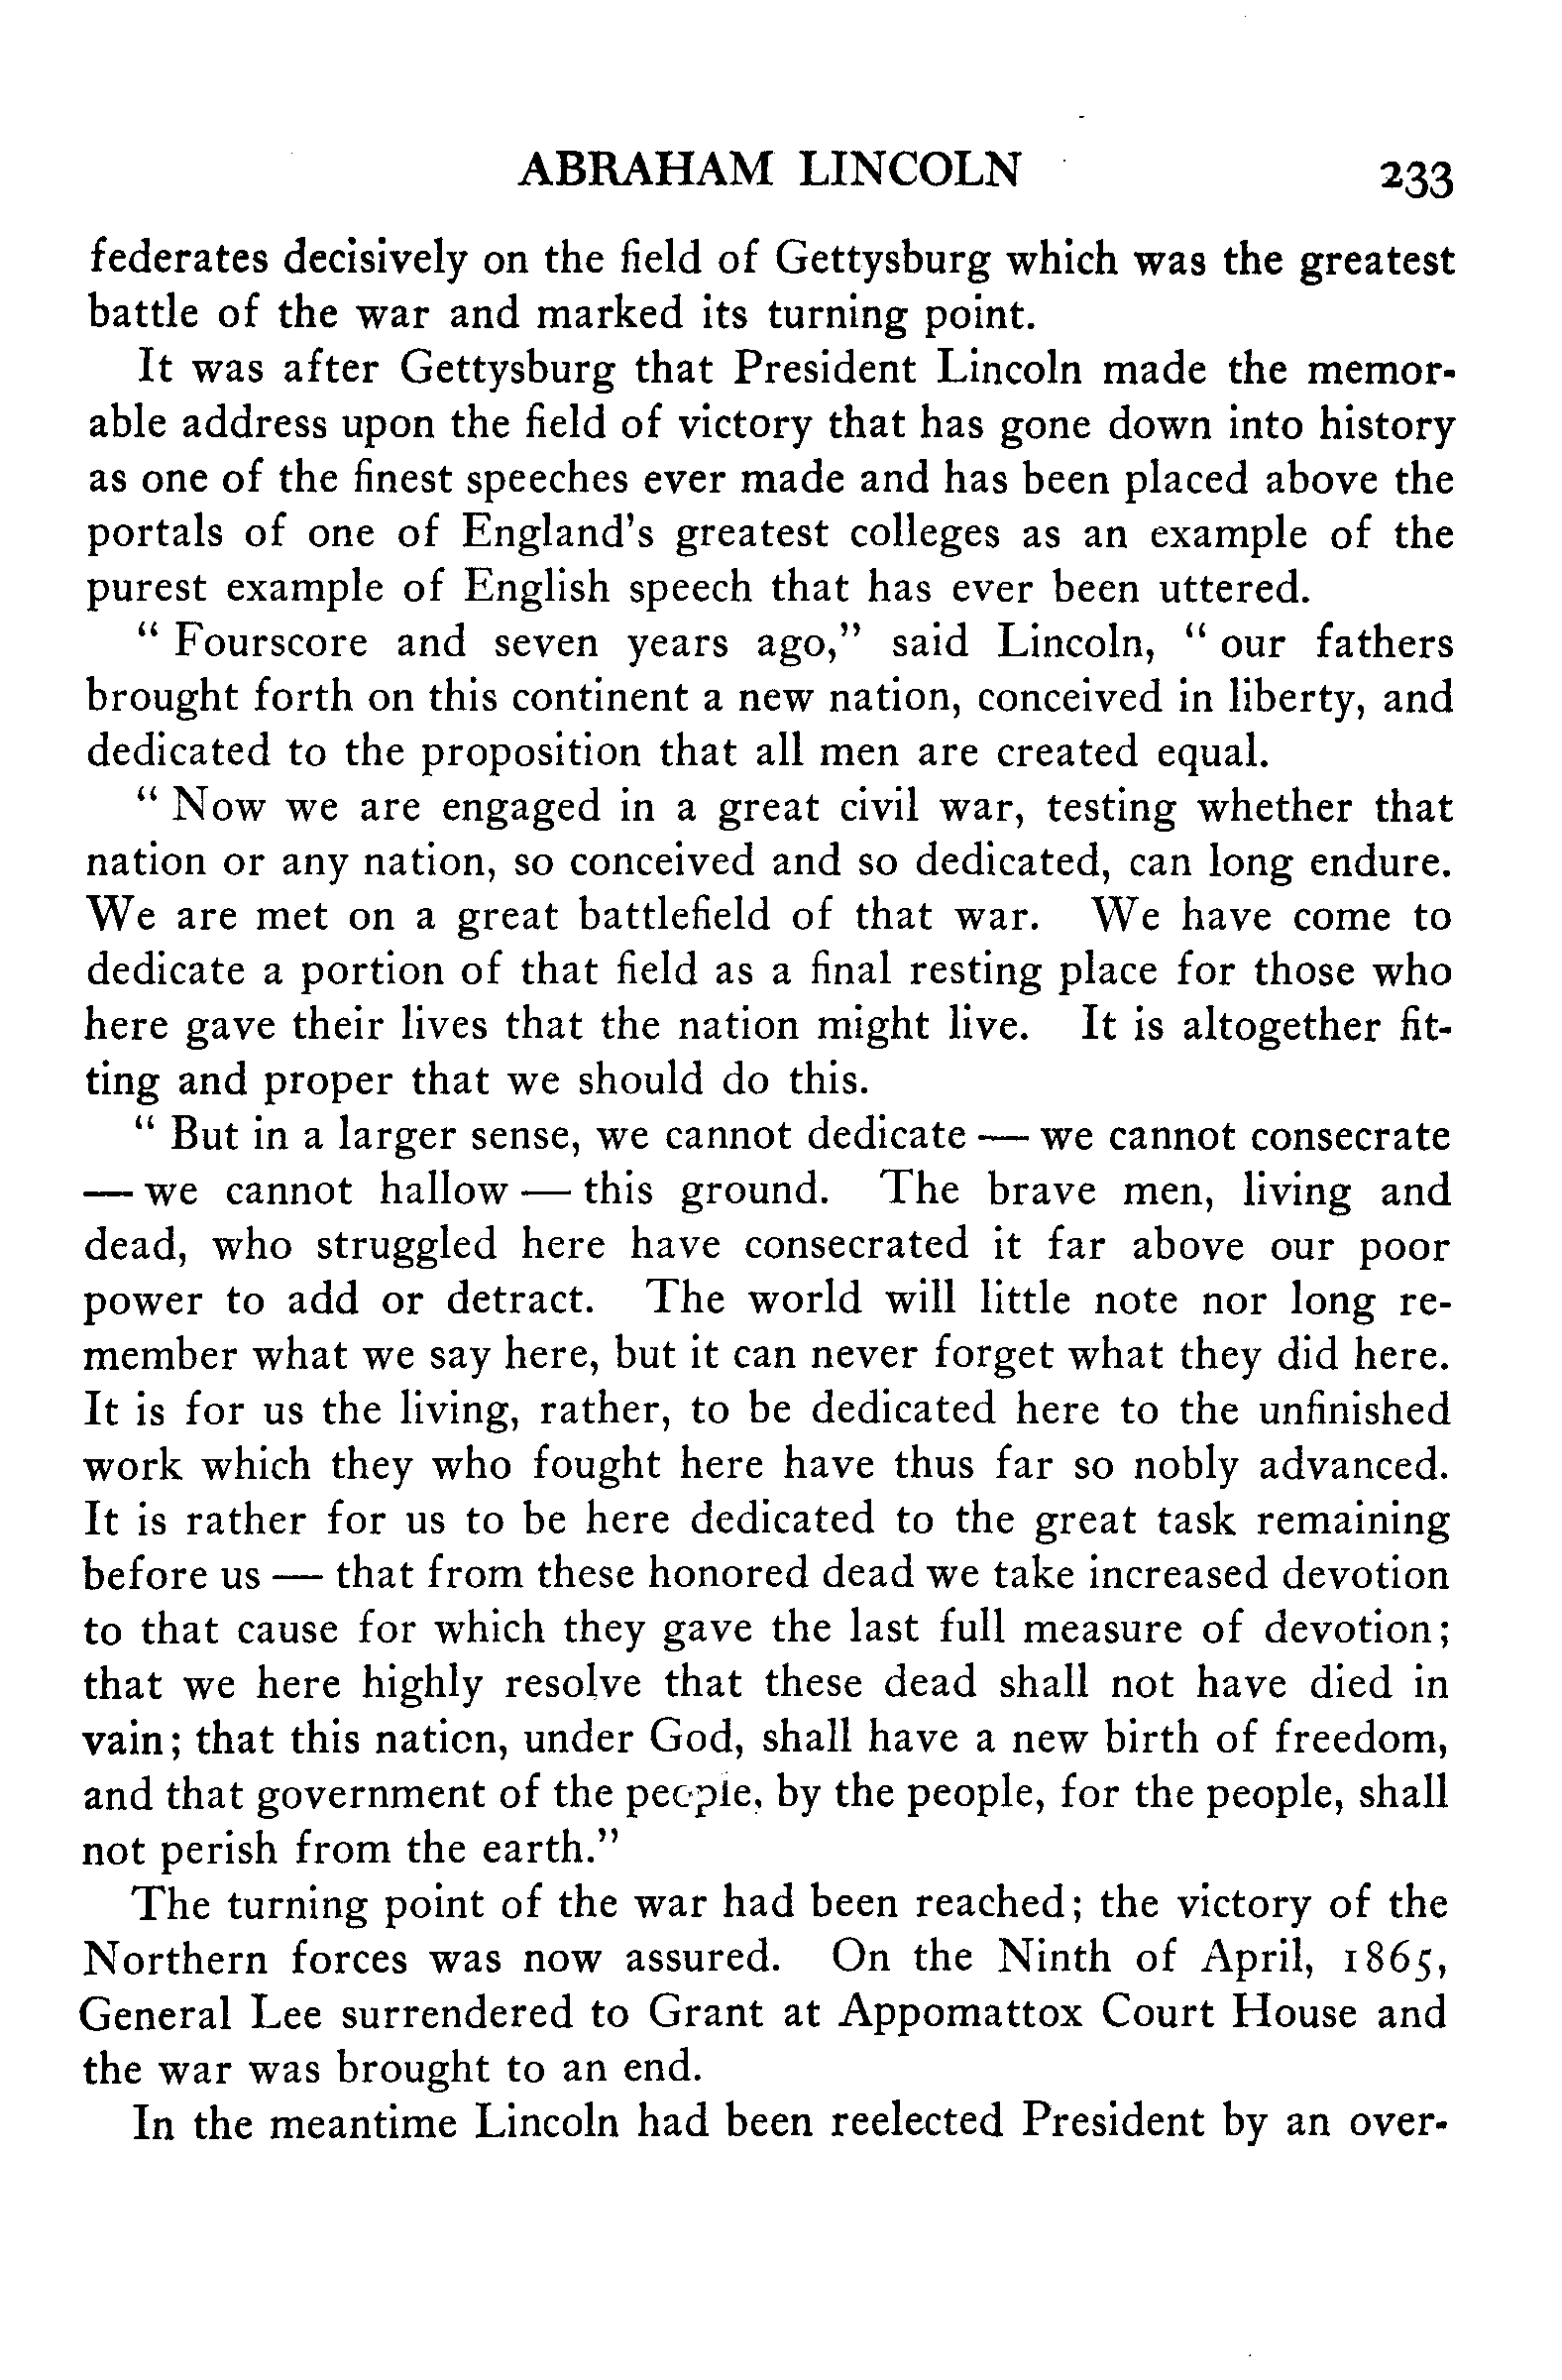 ABRAHAM LINCOLN 233
federates decisively on the field of Gettysburg which was the greatest
battle of the war and marked its turning point.
It was after Gettysburg that President Lincoln made the memor-
able address upon the field of victory that has gone down into history
as one of the finest speeches ever made and has been placed above the
portals of one of England's greatest colleges as an example of the
purest example of English speech that has ever been uttered.
" Fourscore and seven years ago," said Lincoln, " our fathers
brought forth on this continent a new nation, conceived in liberty, and
dedicated to the proposition that all men are created equal.
" Now we are engaged in a great civil war, testing whether that
nation or any nation, so conceived and so dedicated, can long endure.
We are met on a great battlefield of that war. We have come to
dedicate a portion of that field as a final resting place for those who
here gave their lives that the nation might live. It is altogether fit-
ting and proper that we should do this.
" But in a larger sense, we cannot dedicate — we cannot consecrate
— we cannot hallow — this ground. The brave men, living and
dead, who struggled here have consecrated it far above our poor
power to add or detract. The world will little note nor long re-
member what we say here, but it can never forget what they did here.
It is for us the living, rather, to be dedicated here to the unfinished
work which they who fought here have thus far so nobly advanced.
It is rather for us to be here dedicated to the great task remaining
before us — that from these honored dead we take increased devotion
to that cause for which they gave the last full measure of devotion;
that we here highly resolve that these dead shall not have died in
vain; that this nation, under God, shall have a new birth of freedom,
and that government of the people, by the people, for the people, shall
not perish from the earth."
The turning point of the war had been reached; the victory of the
Northern forces was now assured. On the Ninth of April, 1865,
General Lee surrendered to Grant at Appomattox Court House and
the war was brought to an end.
In the meantime Lincoln had been reelected President by an over-